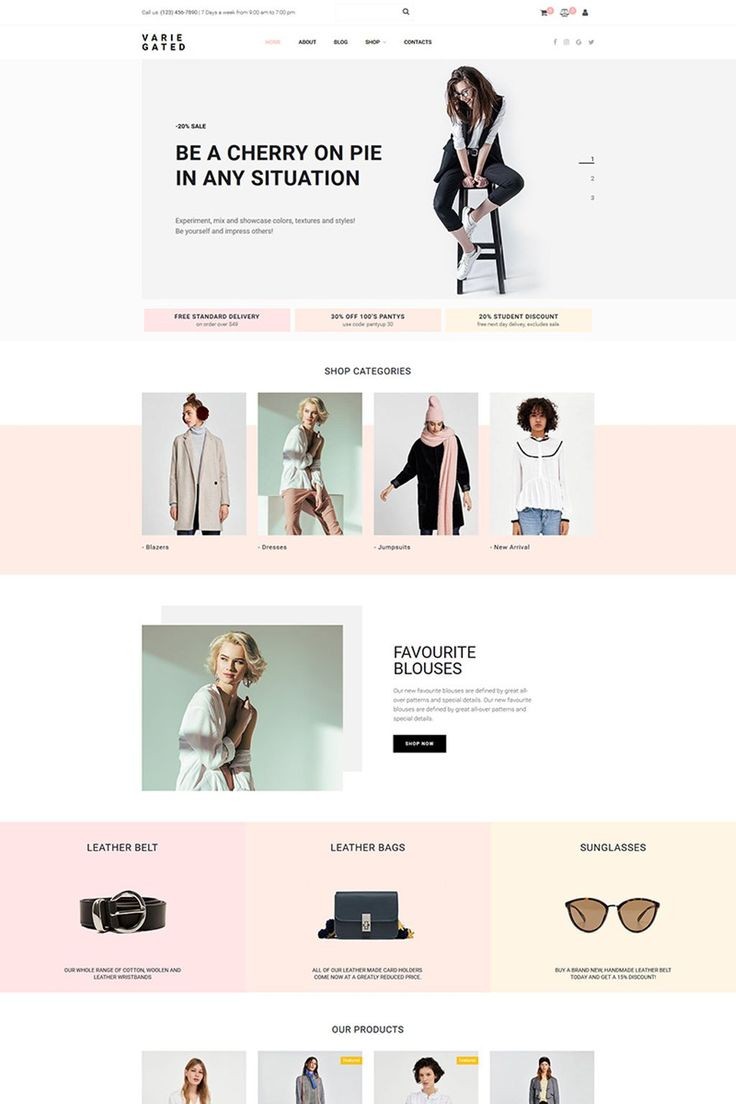 Call us: (123) 456-7890 | 7 Days a week from 9:00 am to 7:00 pm
0
0
VARIE
GATED
HOME
ABOUT
BLOG
SHOP
CONTACTS
-20% SALE
BE A CHERRY ON PIE
IN ANY SITUATION
Experiment, mix and showcase colors, textures and styles!
Be yourself and impress others!
1
2
3
FREE STANDARD DELIVERY
on order over $49
30% OFF 100'S PANTYS
use code: pantyup 30
20% STUDENT DISCOUNT
free next day delivey, excludes sale
SHOP CATEGORIES
- Blazers
- Dresses
- Jumpsuits
- New Arrival
FAVOURITE
BLOUSES
Our new favourite blouses are defined by great all-
over patterns and special details. Our new favourite
blouses are defined by great all-over patterns and
special details.
SHOP NOW
LEATHER BELT
OUR WHOLE RANGE OF COTTON, WOOLEN AND
LEATHER WRISTBANDS
LEATHER BAGS
ALL OF OUR LEATHER MADE CARD HOLDERS
COME NOW AT A GREATLY REDUCED PRICE.
SUNGLASSES
BUY A BRAND NEW, HANDMADE LEATHER BELT
TODAY AND GET A 15% DISCOUNT!
OUR PRODUCTS
Featured
Featured